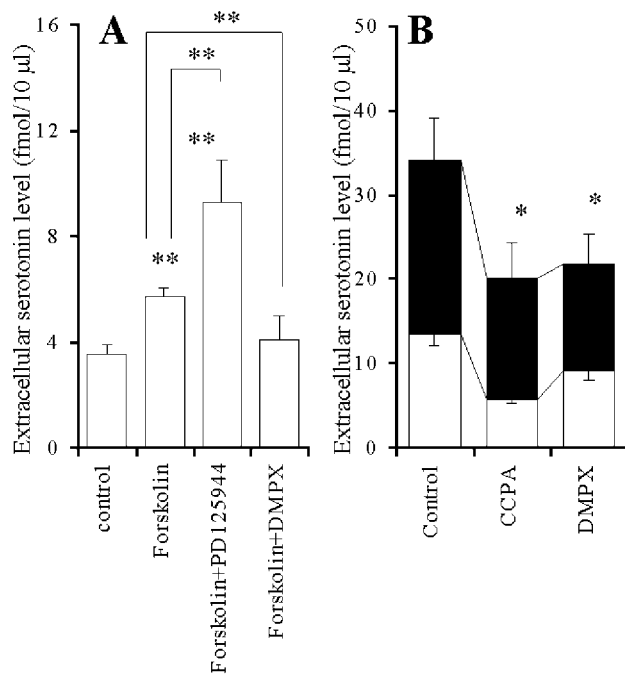 A
Extracellular serotonin level (fmol/10 µl)
16
12
8
4
0
**
**
**
**
control
Forskolin
Forskolin+PD125944
Forskolin+DMPX
B
Extracellular serotonin level (fmol/10 µl)
50
40
30
20
10
0
*
*
Control
CCPA
DMPX